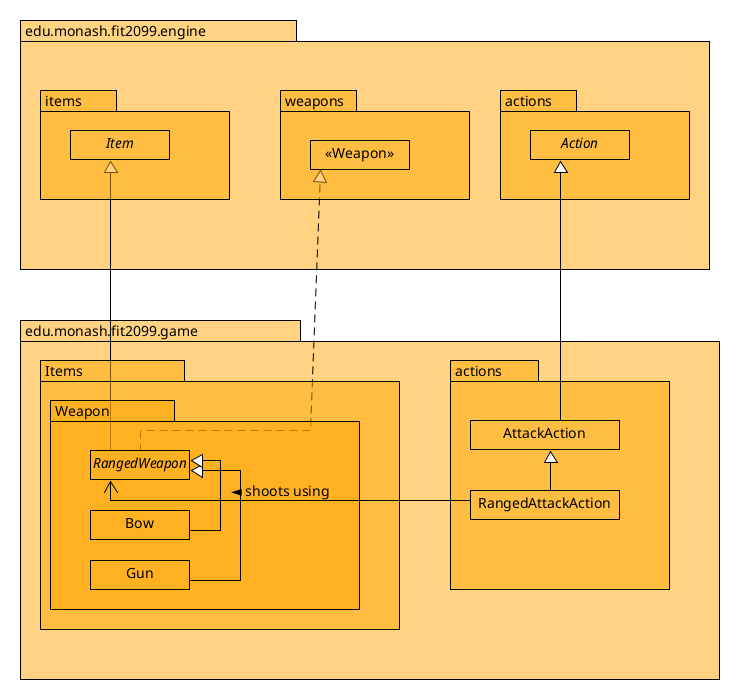 edu.monash.fit2099.engine
items
weapons
actions
Item
«Weapon»
Action
edu.monash.fit2099.game
Items
actions
Weapon
AttackAction
RangedWeapon
shoots using
RangedAttackAction
Bow
Gun